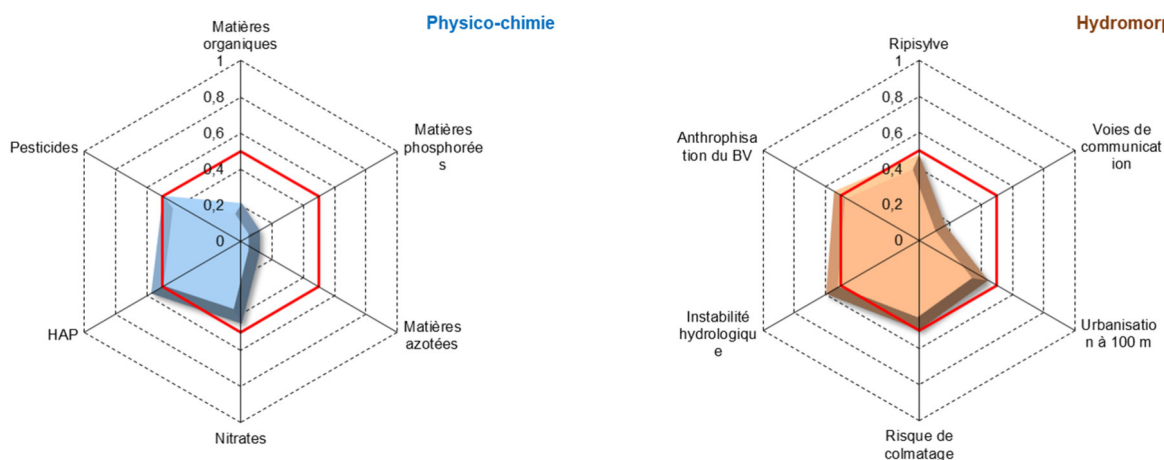 Physico-chimie
Matières
organiques
1
0,8
0,6
0,4
0,2
0
Matières
phosphorée
s
Matières
azotées
Nitrates
HAP
Pesticides
Hydromorp
Ripisylve
1
0,8
0,6
0,4
0,2
0
Voies de
communicat
ion
Urbanisatio
n à 100 m
Risque de
colmatage
Instabilité
hydrologiqu
e
Anthrophisa
tion du BV